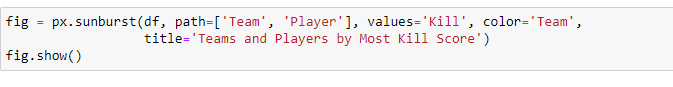 fig = px.sunburst(df, path=['Team', 'Player'], values='Kill', color='Team',
                  title='Teams and Players by Most Kill Score')
fig.show()